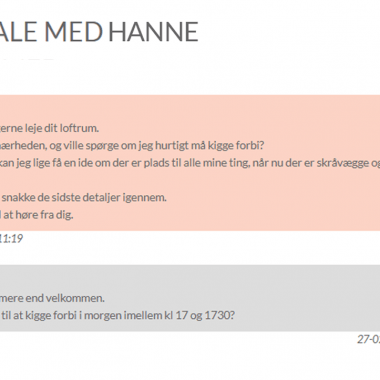 ALE MED HANNE
erne leje dit loftrum.
nærheden, og ville spørge om jeg hurtigt må kigge forbi?
kan jeg lige få en ide om der er plads til alle mine ting, når nu der er skråvægge og
snakke de sidste detaljer igennem.
l at høre fra dig.
11:19
mere end velkommen.
til at kigge forbi i morgen imellem kl 17 og 1730?
27-0